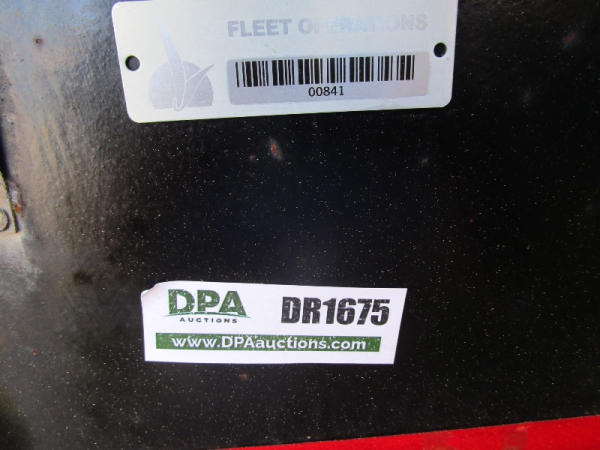 FLEET OPERATIONS
00841
DPA
AUCTIONS
DR1675
www.DPAauctions.com